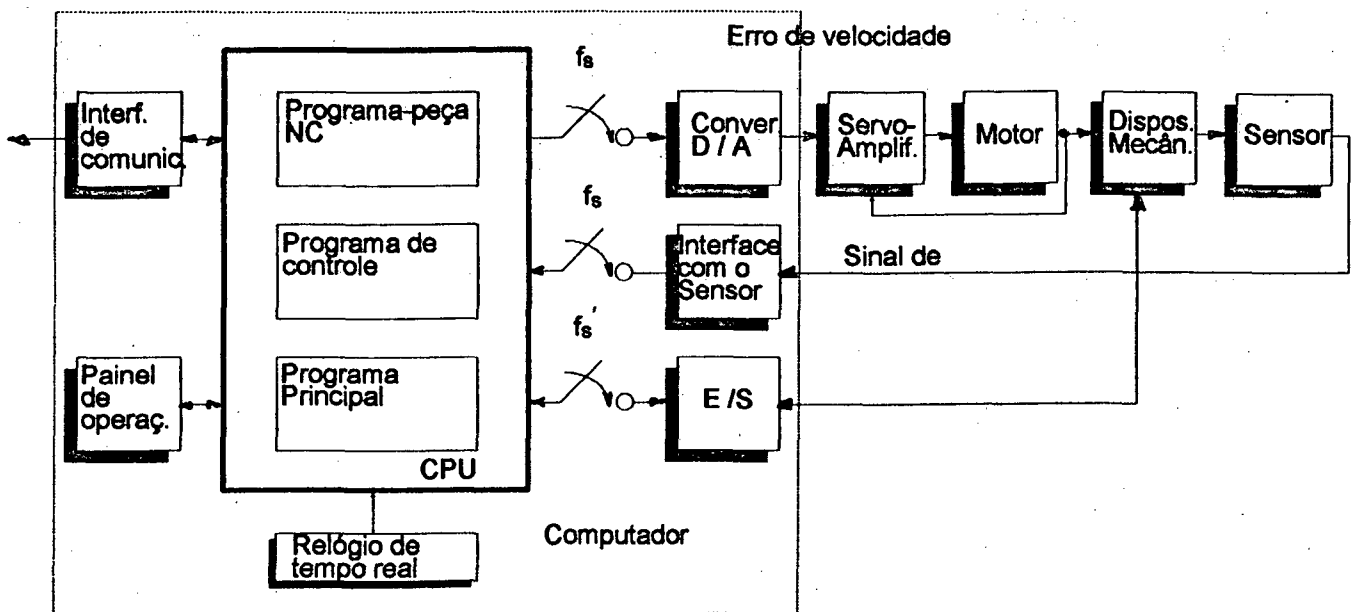 Erro de velocidade
fs
Interf.
de
comunic.
Programa-peça
NC
Conver
D / A
Servo-
Amplif.
Motor
Dispos.
Mecân.
Sensor
fs
Programa de
controle
Interface
com o
Sensor
Sinal de
fs'
Painel
de
operaç.
Programa
Principal
E /S
CPU
Relógio de
tempo real
Computador